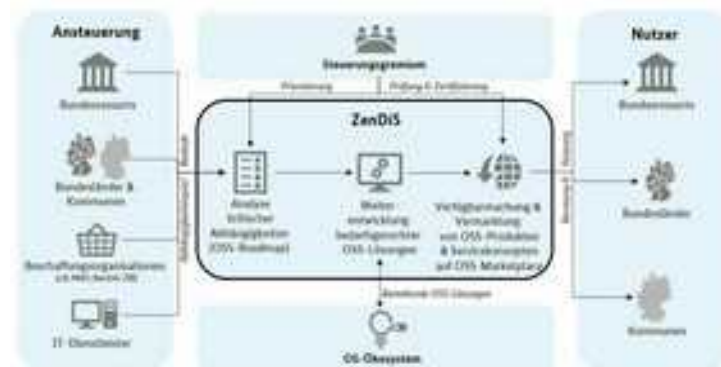 Ansteuerung
Bundesressorts
Bundesländer &
Kommunen
Beschaffungsorganisationen
IT-Dienstleister
Steuerungsgremium
Priorisierung
Prüfung & Zertifizierung
ZenDiS
Analyse
kritischer
Abhängigkeiten
(OSS-Roadmap)
Weiter-
entwicklung
bedarfsgerechter
OSS-Lösungen
Verfügbarmachung &
Vermarktung
von OSS-Produkten
& Servicekonzepten
auf OSS-Marketplace
OSS-Lösungen
OS-Ökosystem
Nutzer
Bundesressorts
Bundesländer
Kommunen